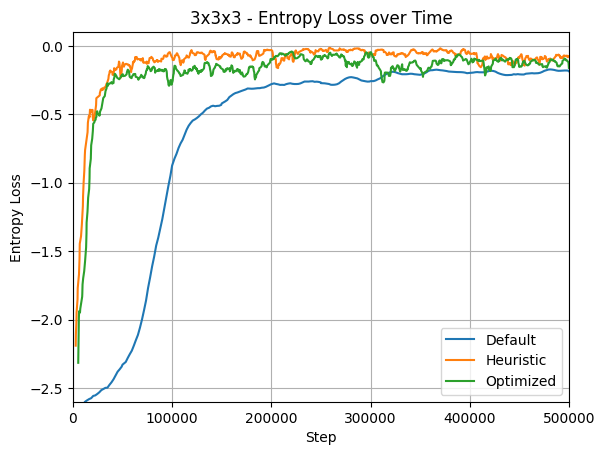 3x3x3 - Entropy Loss over Time
0.0
−0.5
−1.0
−1.5
−2.0
−2.5
Entropy Loss
0 100000 200000 300000 400000 500000
Step
Default
Heuristic
Optimized